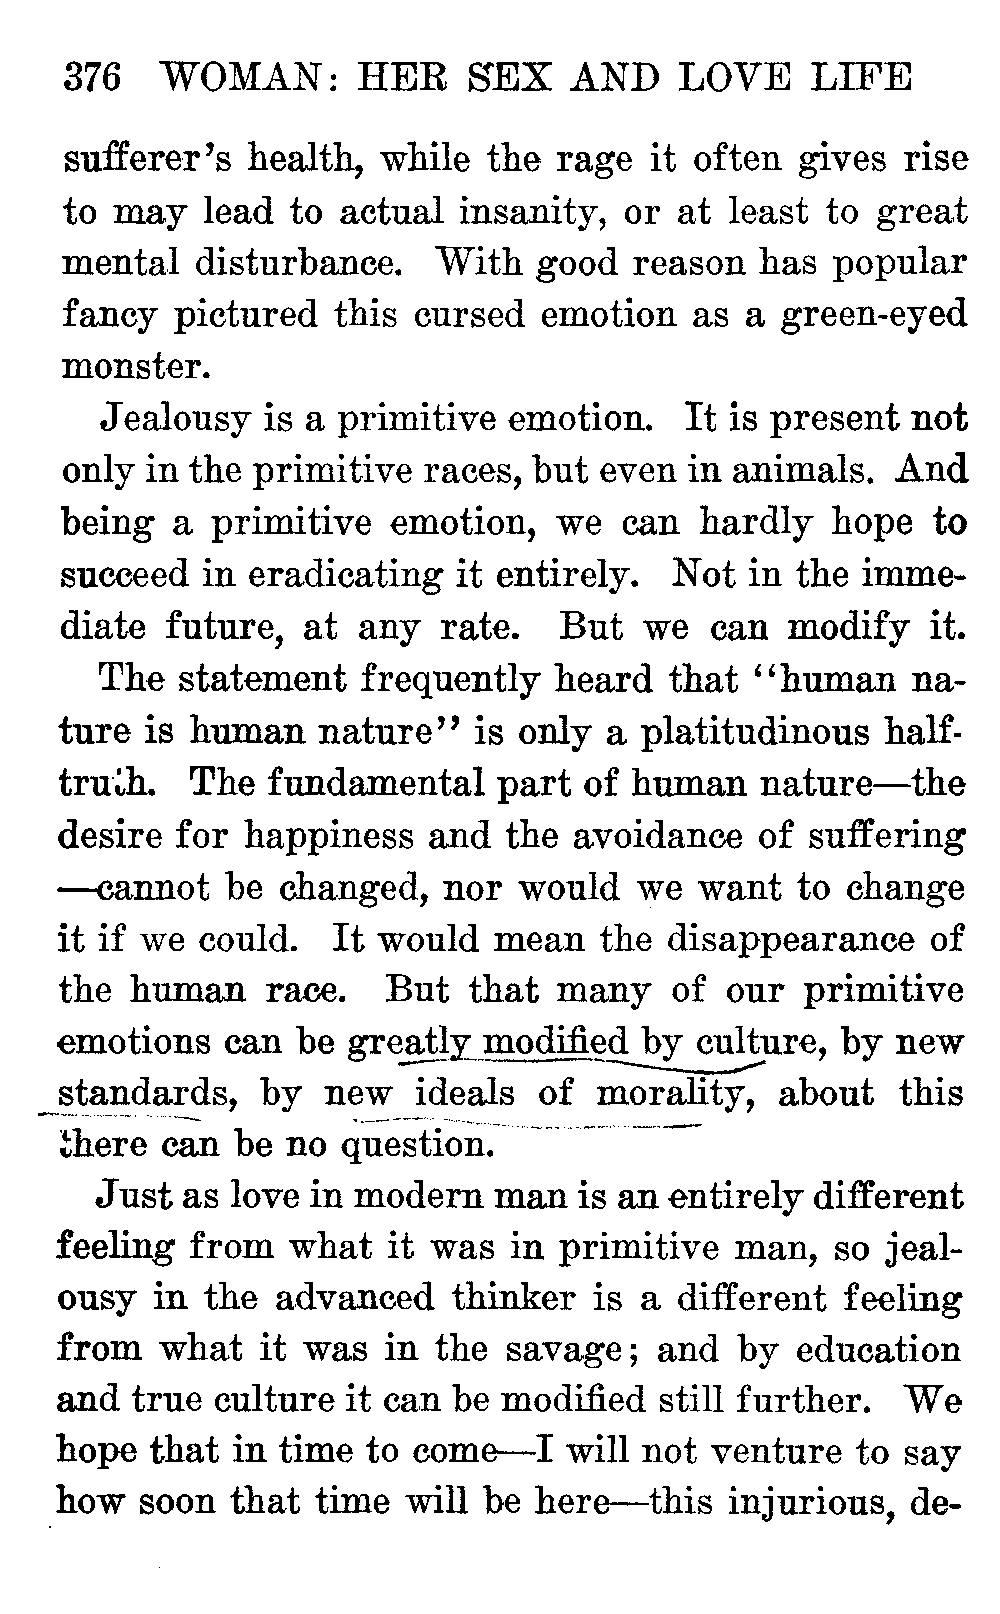 376 WOMAN: HER SEX AND LOVE LIFE
sufferer's health, while the rage it often gives rise
to may lead to actual insanity, or at least to great
mental disturbance. With good reason has popular
fancy pictured this cursed emotion as a green-eyed
monster.
Jealousy is a primitive emotion. It is present not
only in the primitive races, but even in animals. And
being a primitive emotion, we can hardly hope to
succeed in eradicating it entirely. Not in the imme-
diate future, at any rate. But we can modify it.
The statement frequently heard that "human na-
ture is human nature" is only a platitudinous half-
truth. The fundamental part of human nature—the
desire for happiness and the avoidance of suffering
—cannot be changed, nor would we want to change
it if we could. It would mean the disappearance of
the human race. But that many of our primitive
emotions can be greatly modified by culture, by new
standards, by new ideals of morality, about this
there can be no question.
Just as love in modern man is an entirely different
feeling from what it was in primitive man, so jeal-
ousy in the advanced thinker is a different feeling
from what it was in the savage; and by education
and true culture it can be modified still further. We
hope that in time to come—I will not venture to say
how soon that time will be here—this injurious, de-